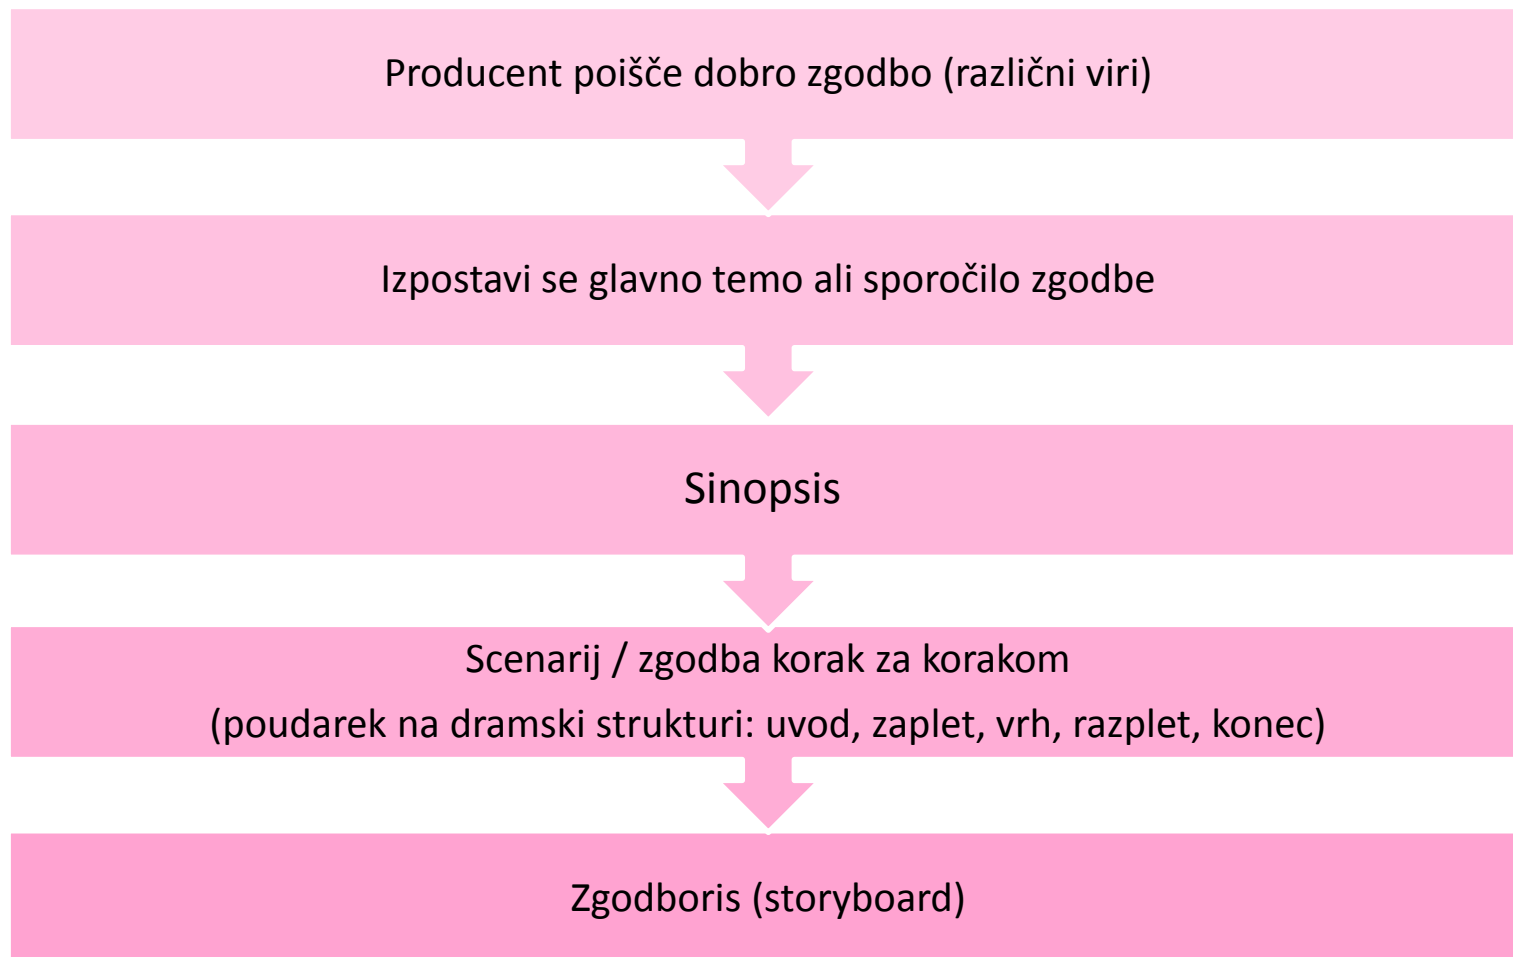 Producent poišče dobro zgodbo (različni viri)
Izpostavi se glavno temo ali sporočilo zgodbe
Sinopsis
Scenarij / zgodba korak za korakom
(poudarek na dramski strukturi: uvod, zaplet, vrh, razplet, konec)
Zgodboris (storyboard)